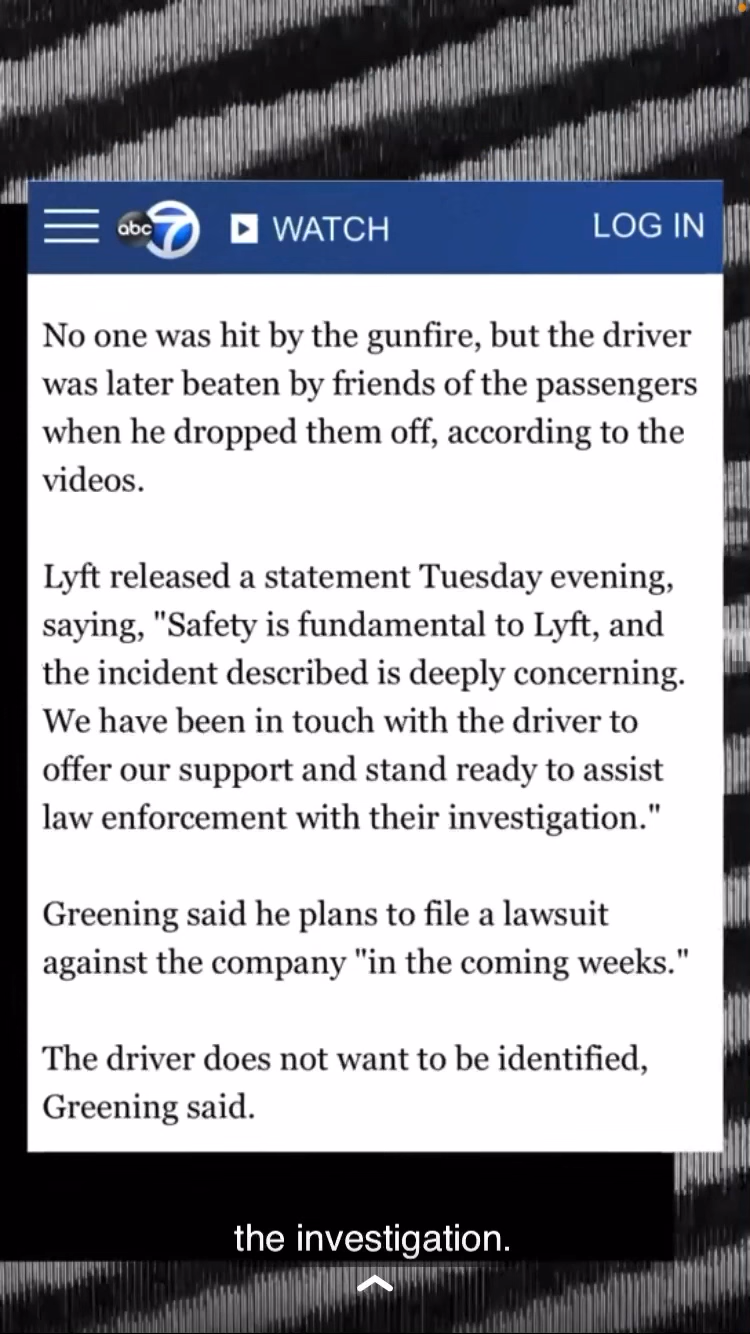 abc 7 WATCH LOG IN
No one was hit by the gunfire, but the driver
was later beaten by friends of the passengers
when he dropped them off, according to the
videos.
Lyft released a statement Tuesday evening,
saying, "Safety is fundamental to Lyft, and
the incident described is deeply concerning.
We have been in touch with the driver to
offer our support and stand ready to assist
law enforcement with their investigation."
Greening said he plans to file a lawsuit
against the company "in the coming weeks."
The driver does not want to be identified,
Greening said.
the investigation.